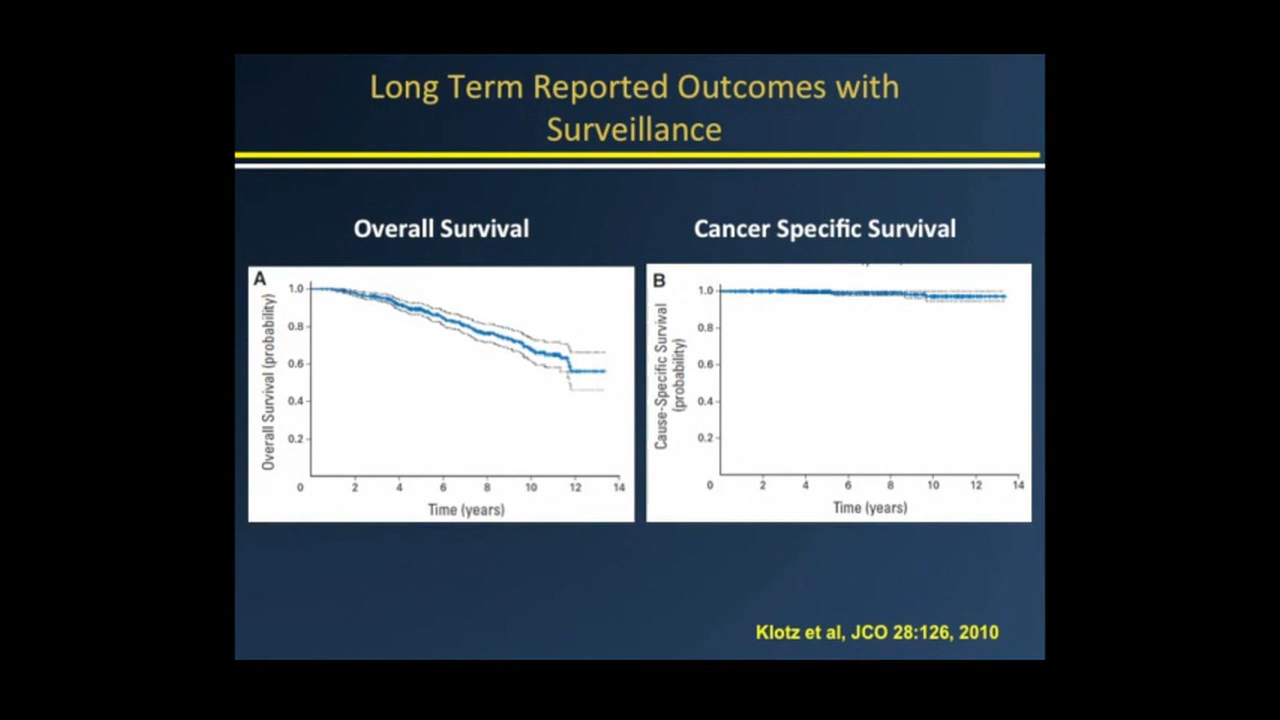 Long Term Reported Outcomes with
Surveillance
Overall Survival
Cancer Specific Survival
A
Overall Survival (probability)
1.0
0.8
0.6
0.4
0.2
0 2 4 6 8 10 12 14
Time (years)
B
Cause-Specific Survival
(probability)
1.0
0.8
0.6
0.4
0.2
0 2 4 6 8 10 12 14
Time (years)
Klotz et al, JCO 28:126, 2010